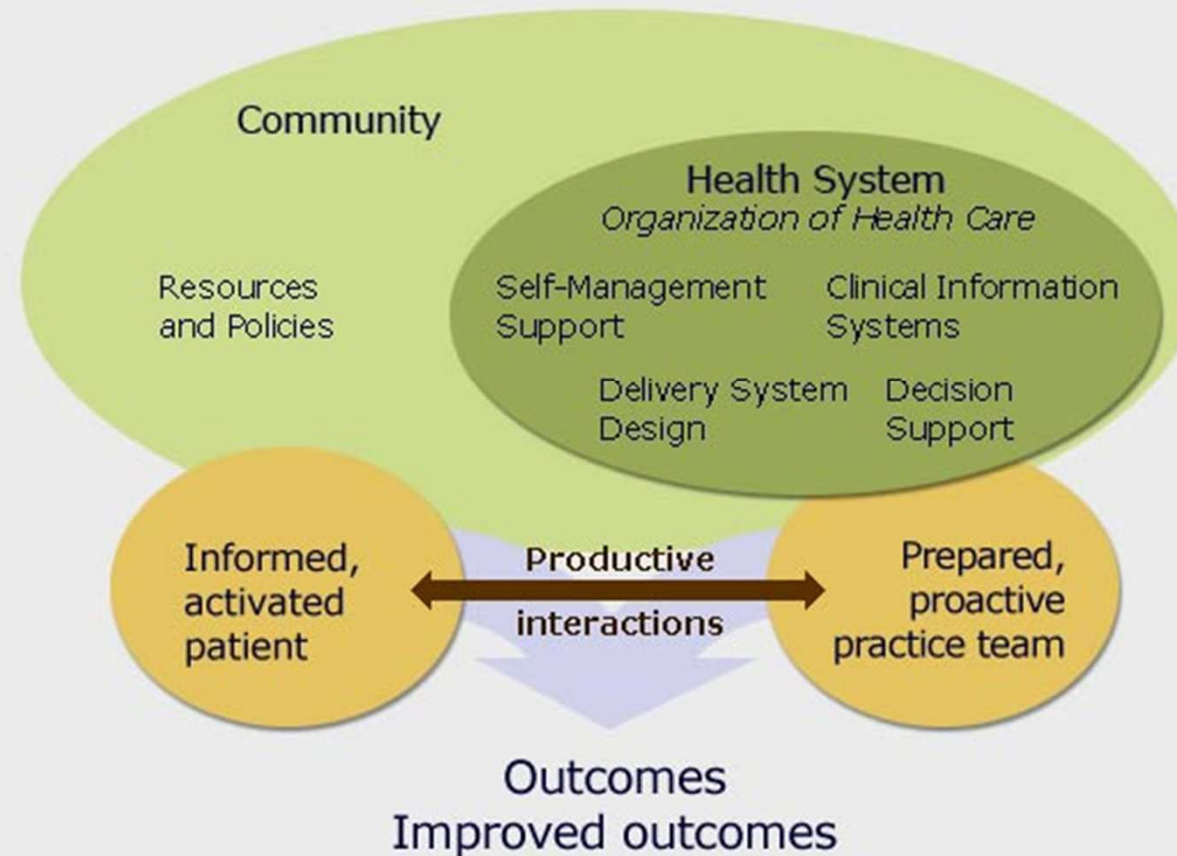 Community
Health System
Organization of Health Care
Resources
and Policies
Self-Management
Support
Clinical Information
Systems
Delivery System
Design
Decision
Support
Informed,
activated
patient
Productive
interactions
Prepared,
proactive
practice team
Outcomes
Improved outcomes